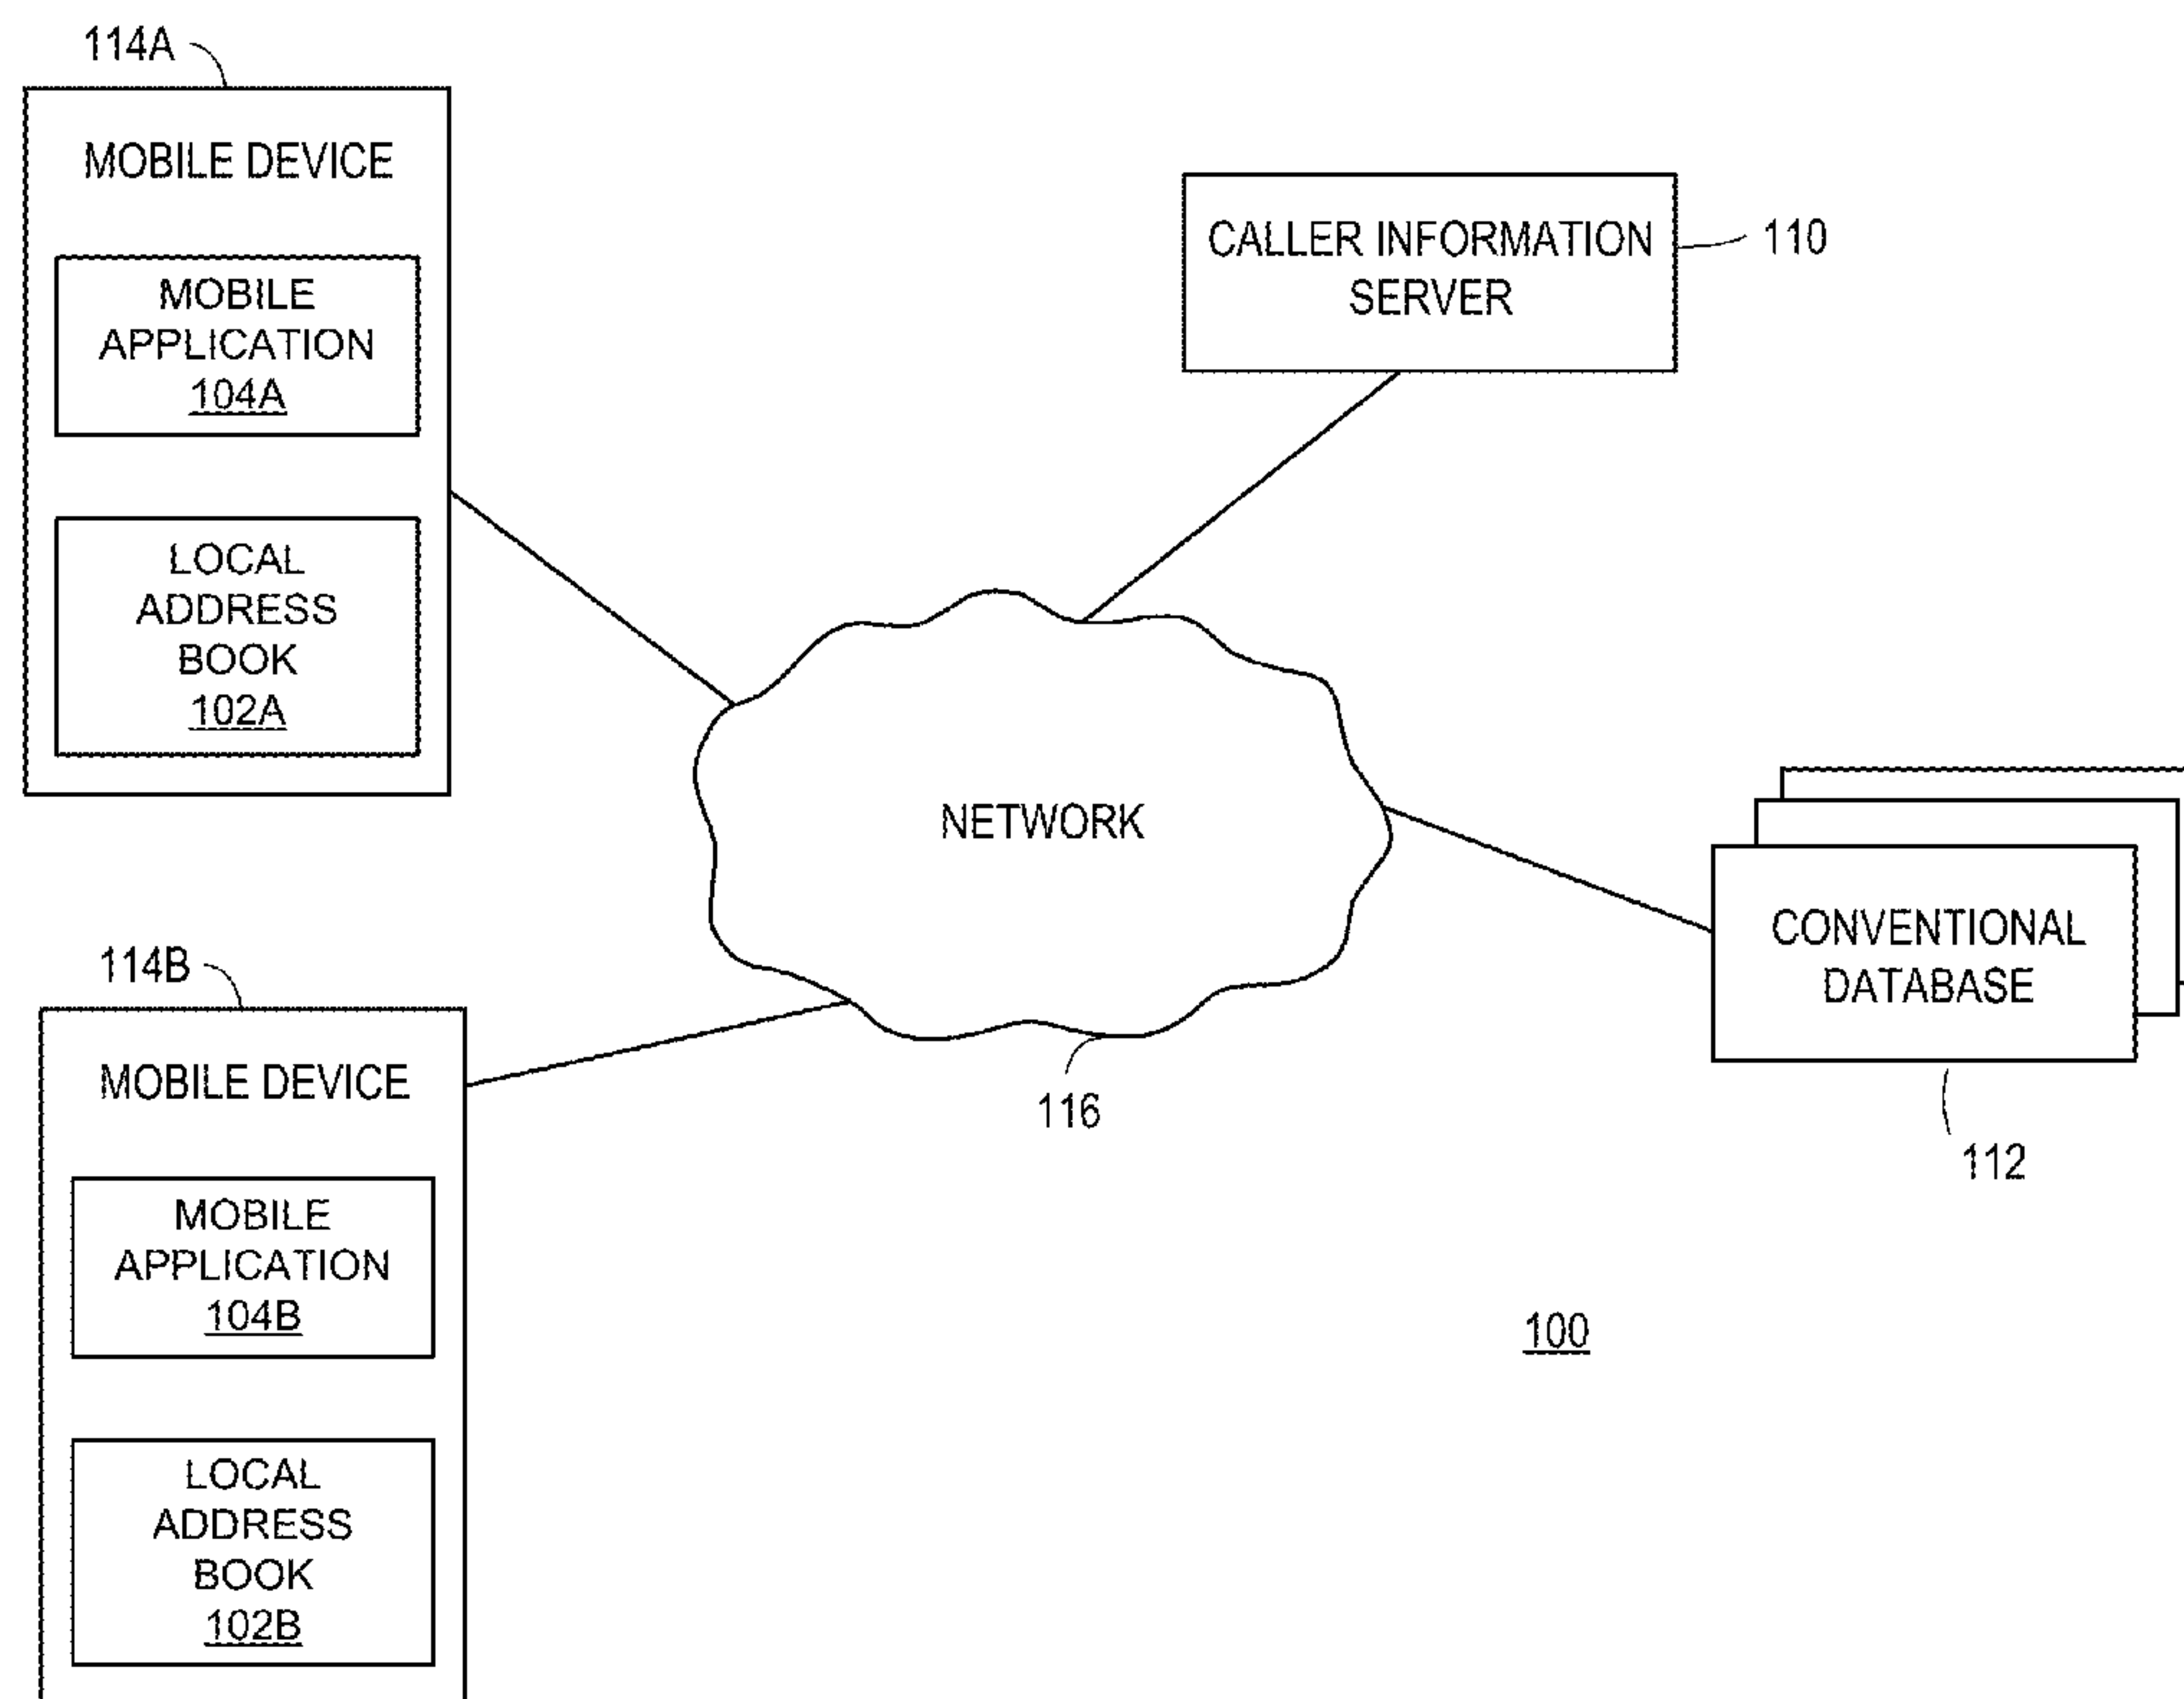 114A
MOBILE DEVICE
MOBILE
APPLICATION
104A
LOCAL
ADDRESS
BOOK
102A
CALLER INFORMATION
SERVER
110
NETWORK
116
CONVENTIONAL
DATABASE
112
114B
MOBILE DEVICE
MOBILE
APPLICATION
104B
LOCAL
ADDRESS
BOOK
102B
100